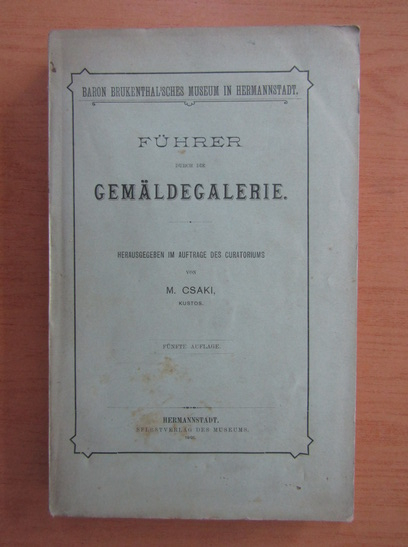 BARON BRUKENTHAL'SCHES MUSEUM IN HERMANNSTADT.
FÜHRER
DURCH DIE
GEMÄLDEGALERIE.
HERAUSGEGEBEN IM AUFTRAGE DES CURATORIUMS
VON
M. CSAKI,
KUSTOS.
FÜNFTE AUFLAGE.
HERMANNSTADT.
SELBSTVERLAG DES MUSEUMS.